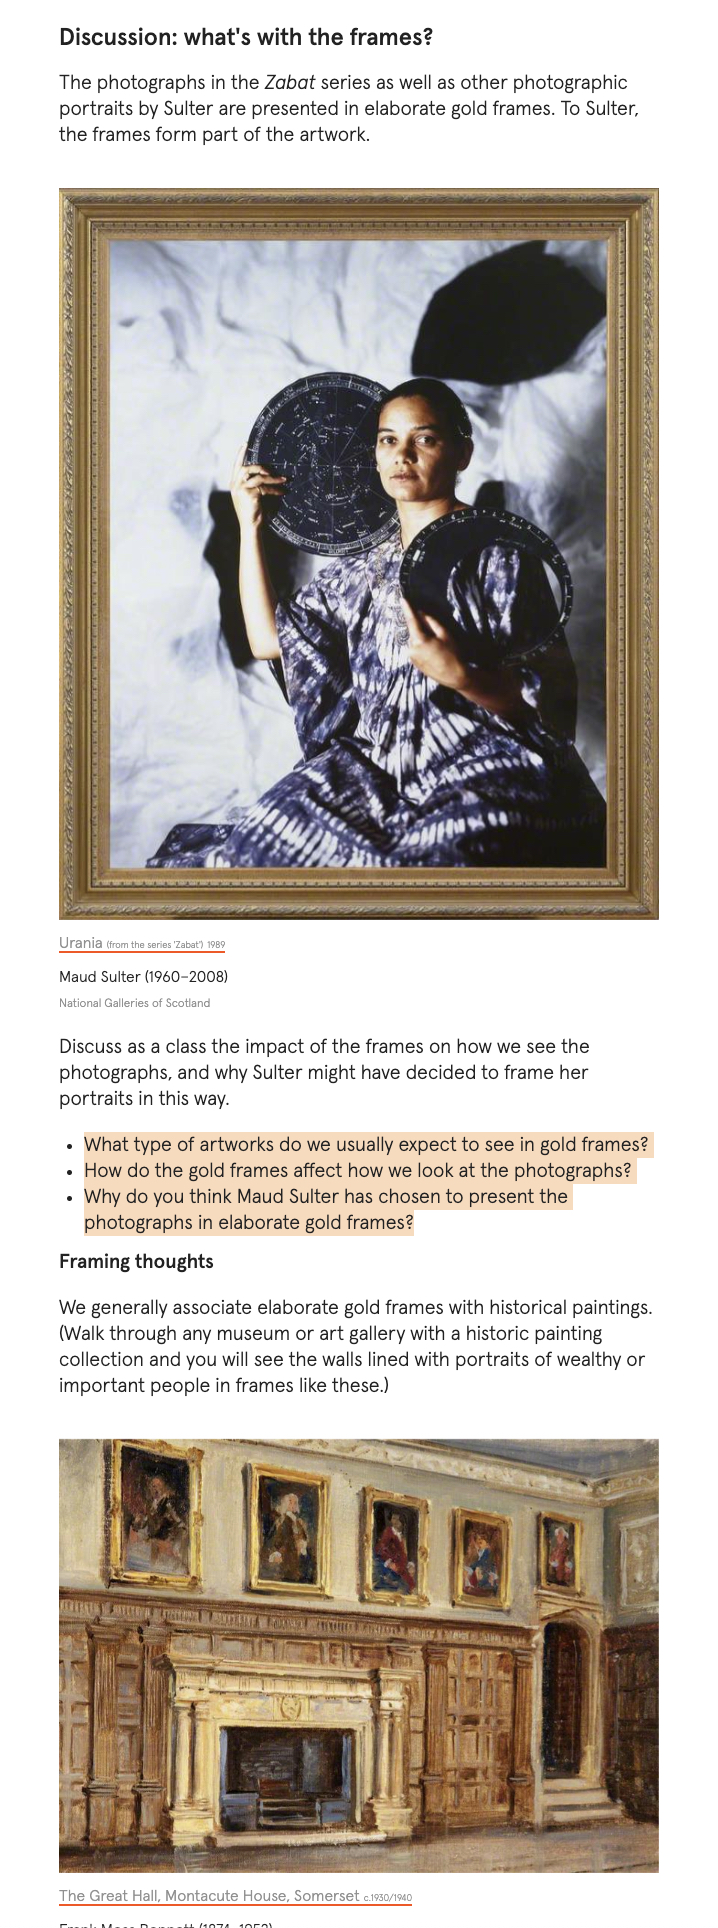 Discussion: what's with the frames?
The photographs in the Zabat series as well as other photographic
portraits by Sulter are presented in elaborate gold frames. To Sulter,
the frames form part of the artwork.
Urania (from the series 'Zabat') 1989
Maud Sulter (1960–2008)
National Galleries of Scotland
Discuss as a class the impact of the frames on how we see the
photographs, and why Sulter might have decided to frame her
portraits in this way.
• What type of artworks do we usually expect to see in gold frames?
• How do the gold frames affect how we look at the photographs?
• Why do you think Maud Sulter has chosen to present the
photographs in elaborate gold frames?
Framing thoughts
We generally associate elaborate gold frames with historical paintings.
(Walk through any museum or art gallery with a historic painting
collection and you will see the walls lined with portraits of wealthy or
important people in frames like these.)
The Great Hall, Montacute House, Somerset c.1930/1940
Frank Moss Bennett (1874–1952)